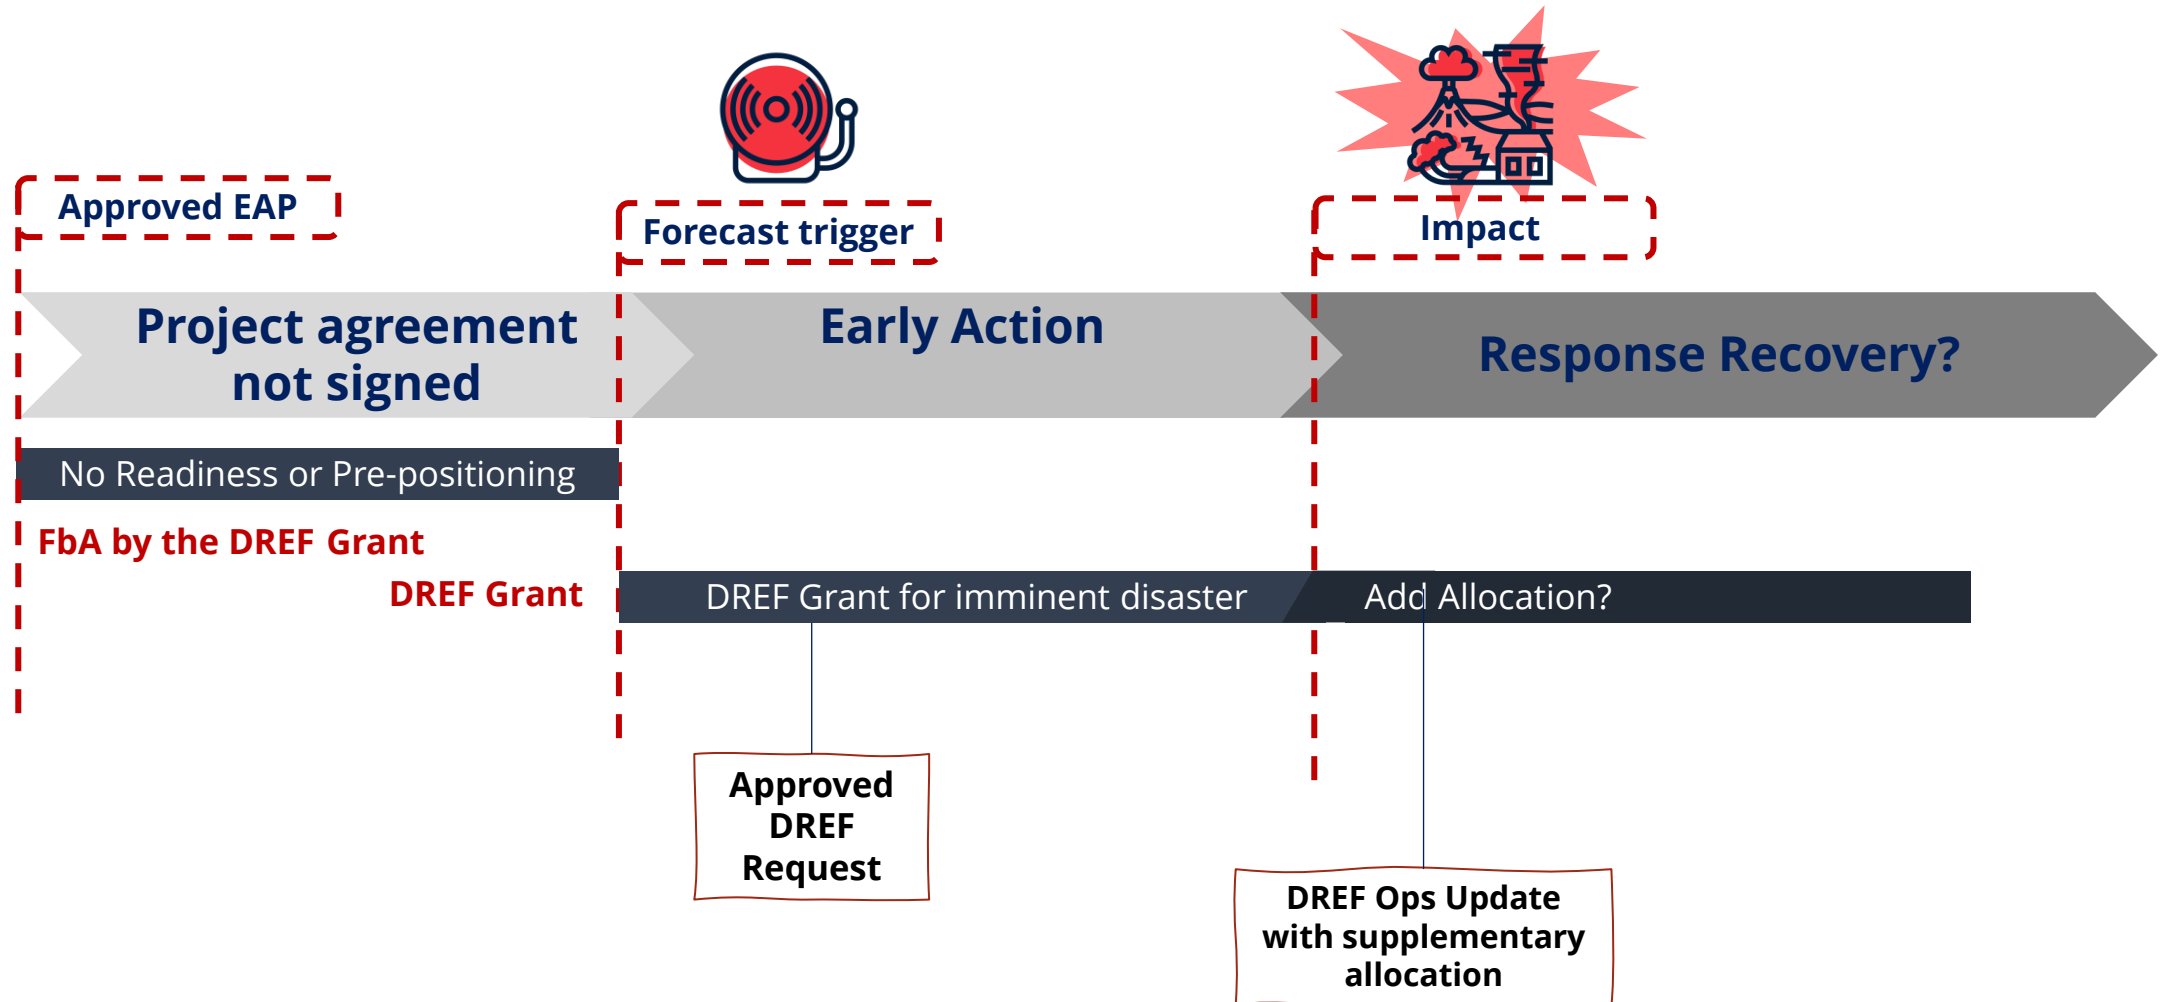 Approved EAP
Forecast trigger
Impact
Project agreement
not signed
Early Action
Response Recovery?
No Readiness or Pre-positioning
FbA by the DREF Grant
DREF Grant
DREF Grant for imminent disaster
Add Allocation?
Approved
DREF
Request
DREF Ops Update
with supplementary
allocation